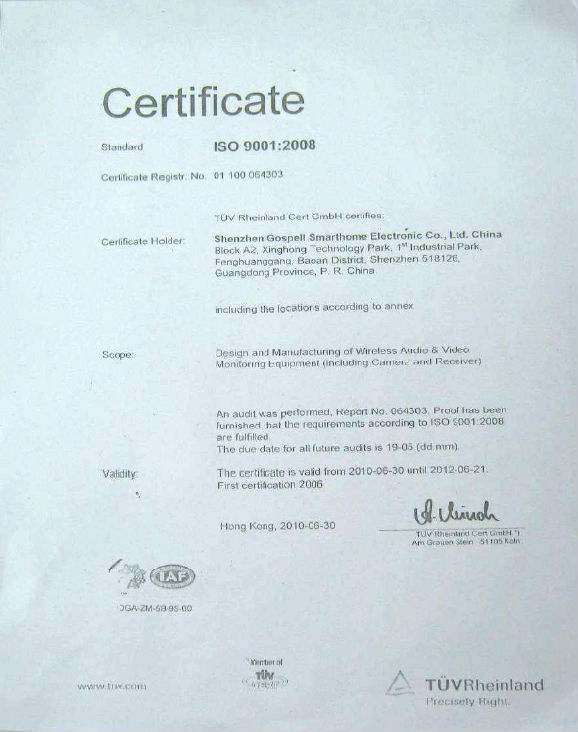 Certificate
Standard ISO 9001:2008
Certificate Registr. No. 01 100 064303
TÜV Rheinland Cert GmbH certifies:
Certificate Holder: Shenzhen Gospell Smarthome Electronic Co., Ltd. China
Block A2, Xinghong Technology Park, 1st Industrial Park,
Fenghuanggang, Baoan District, Shenzhen 518126,
Guangdong Province, P. R. China
including the locations according to annex
Scope: Design and Manufacturing of Wireless Audio & Video
Monitoring Equipment (including Camera and Receiver)
An audit was performed, Report No. 064303. Proof has been
furnished that the requirements according to ISO 9001:2008
are fulfilled.
The due date for all future audits is 19-05 (dd.mm).
Validity: The certificate is valid from 2010-06-30 until 2012-06-21.
First certification 2006
Hong Kong, 2010-06-30
TÜV Rheinland Cert GmbH
Am Grauen Stein 51105 Köln
IAF
-ZM-58-95-00
Member of
TÜV
www.tuv.com
TÜVRheinland
Precisely Right.